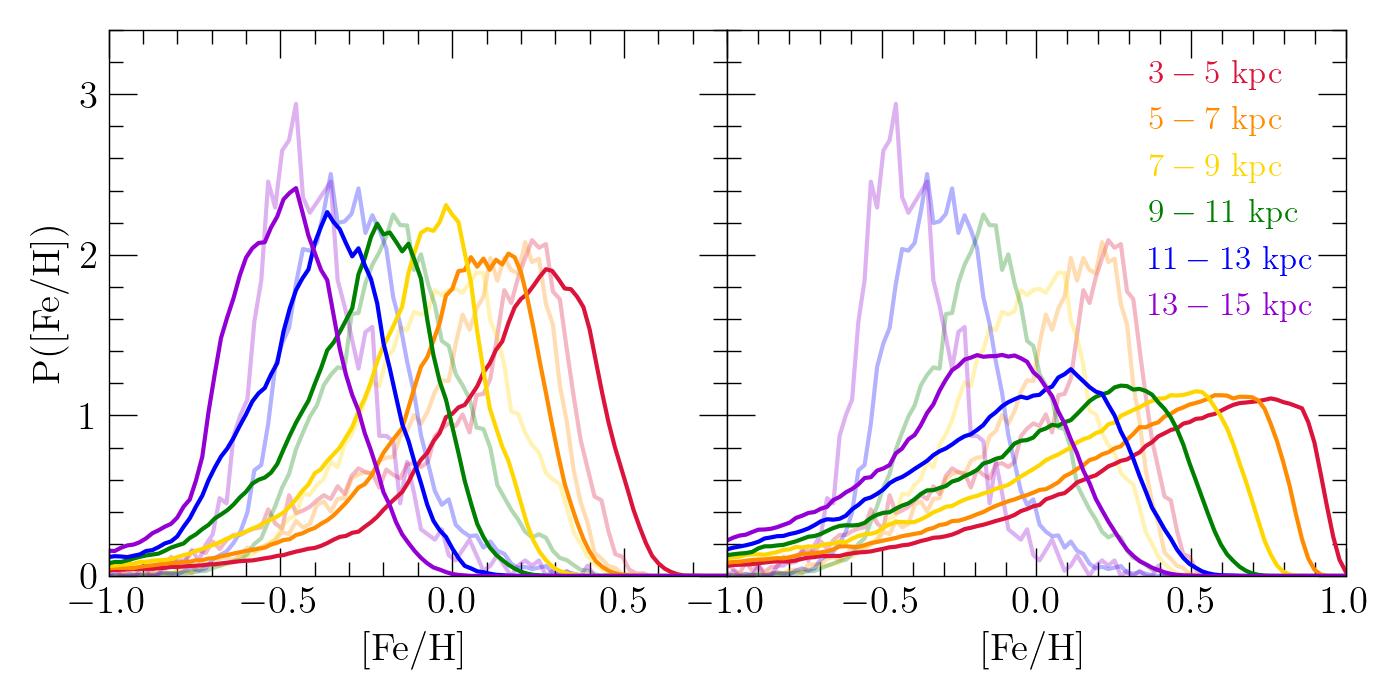 3 − 5 kpc
5 − 7 kpc
7 − 9 kpc
9 − 11 kpc
11 − 13 kpc
13 − 15 kpc
P([Fe/H])
3
2
1
0
−1.0 −0.5 0.0 0.5 −1.0 −0.5 0.0 0.5 1.0
[Fe/H] [Fe/H]